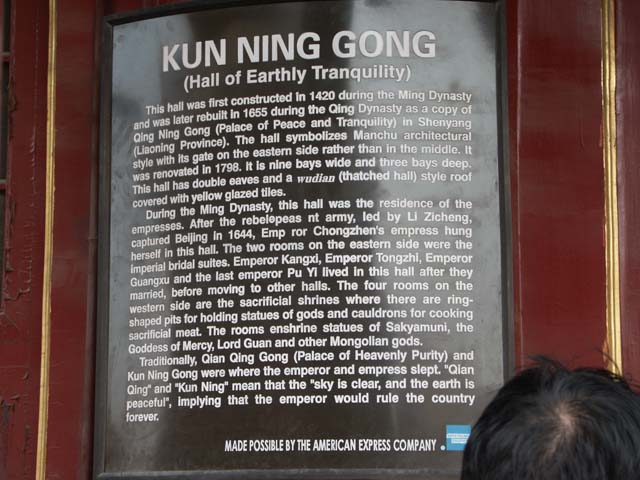 KUN NING GONG
(Hall of Earthly Tranquility)
This hall was first constructed in 1420 during the Ming Dynasty
and was later rebuilt in 1655 during the Qing Dynasty as a copy of
Qing Ning Gong (Palace of Peace and Tranquility) in Shenyang
(Liaoning Province). The hall symbolizes Manchu architectural
style with its gate on the eastern side rather than in the middle. It
was renovated in 1798. it is nine bays wide and three bays deep.
This hall has double eaves and a wudian (thatched hall) style roof
covered with yellow glazed tiles.
During the Ming Dynasty, this hall was the residence of the
empresses. After the rebelepeas nt army, led by Li Zicheng,
captured Beijing in 1644, Emp ror Chongzhen's empress hung
herself in this hall. The two rooms on the eastern side were the
imperial bridal suites. Emperor Kangxi, Emperor Tongzhi, Emperor
Guangxu and the last emperor Pu Yi lived in this hall after they
married, before moving to other halls. The four rooms on the
western side are the sacrificial shrines where there are ring-
shaped pits for holding statues of gods and cauldrons for cooking
sacrificial meat. The rooms enshrine statues of Sakyamuni, the
Goddess of Mercy, Lord Guan and other Mongolian gods.
Traditionally, Qian Qing Gong (Palace of Heavenly Purity) and
Kun Ning Gong were where the emperor and empress slept. "Qian
Qing" and "Kun Ning" mean that the "sky is clear, and the earth is
peaceful", implying that the emperor would rule the country
forever.
MADE POSSIBLE BY THE AMERICAN EXPRESS COMPANY .
AMERICAN EXPRESS